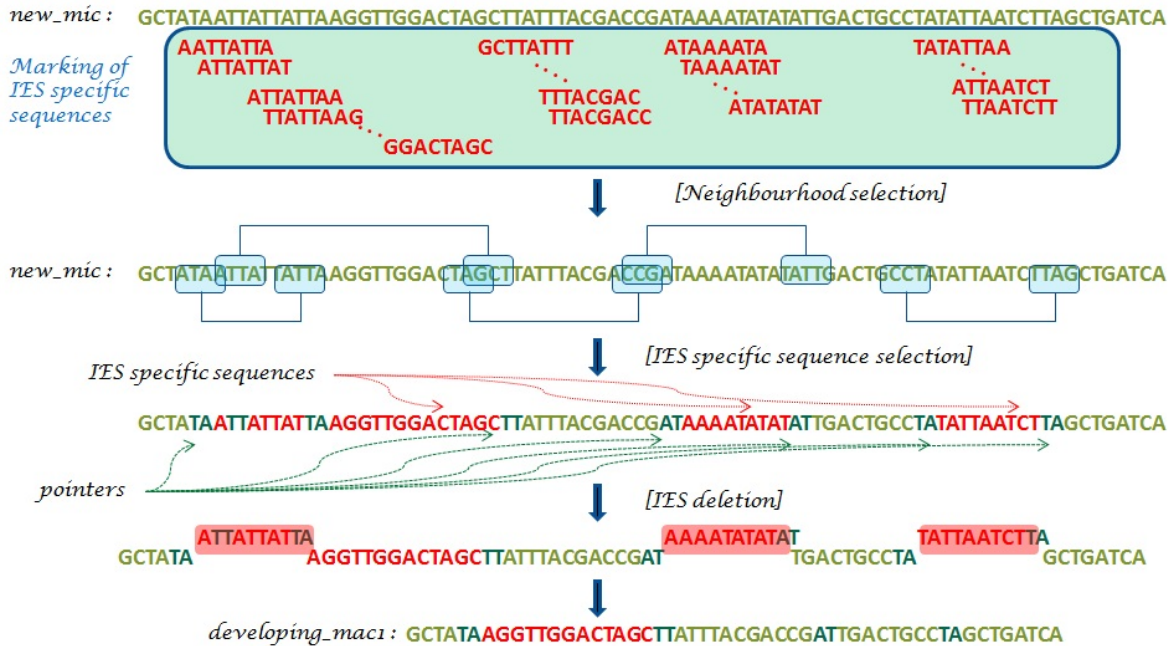 new_mic : GCTATAATTATTATTAAGGTTGGACTAGCTTATTTACGACCGATAAAATATATATTGACTGCCTATATTAATCTTAGCTGATCA
AATTATTA GCTTATTT ATAAAATA TATATTAA
Marking of IES specific sequences
ATTATTAT TAAAATAT
ATTATTAA TTTACGAC ATTAATCT
TTATTAAG TTACGACC ATATATAT TTAATCTT
GGACTAGC
[Neighbourhood selection]
new_mic : GCTATAATTATTATTAAGGTTGGACTAGCTTATTTACGACCGATAAAATATATATTGACTGCCTATATTAATCTTAGCTGATCA
[IES specific sequence selection]
IES specific sequences
GCTATAATTATTATTAAGGTTGGACTAGCTTATTTACGACCGATAAAATATATATTGACTGCCTATATTAATCTTAGCTGATCA
pointers
[IES deletion]
ATTATTATTA AAAATATATAT TATTAATCTTA
GCTATA AGGTTGGACTAGCTTATTTACGACCGAT TGACTGCCTA GCTGATCA
developing_mac1 : GCTATAAGGTTGGACTAGCTTATTTACGACCGATTGACTGCCTAGCTGATCA